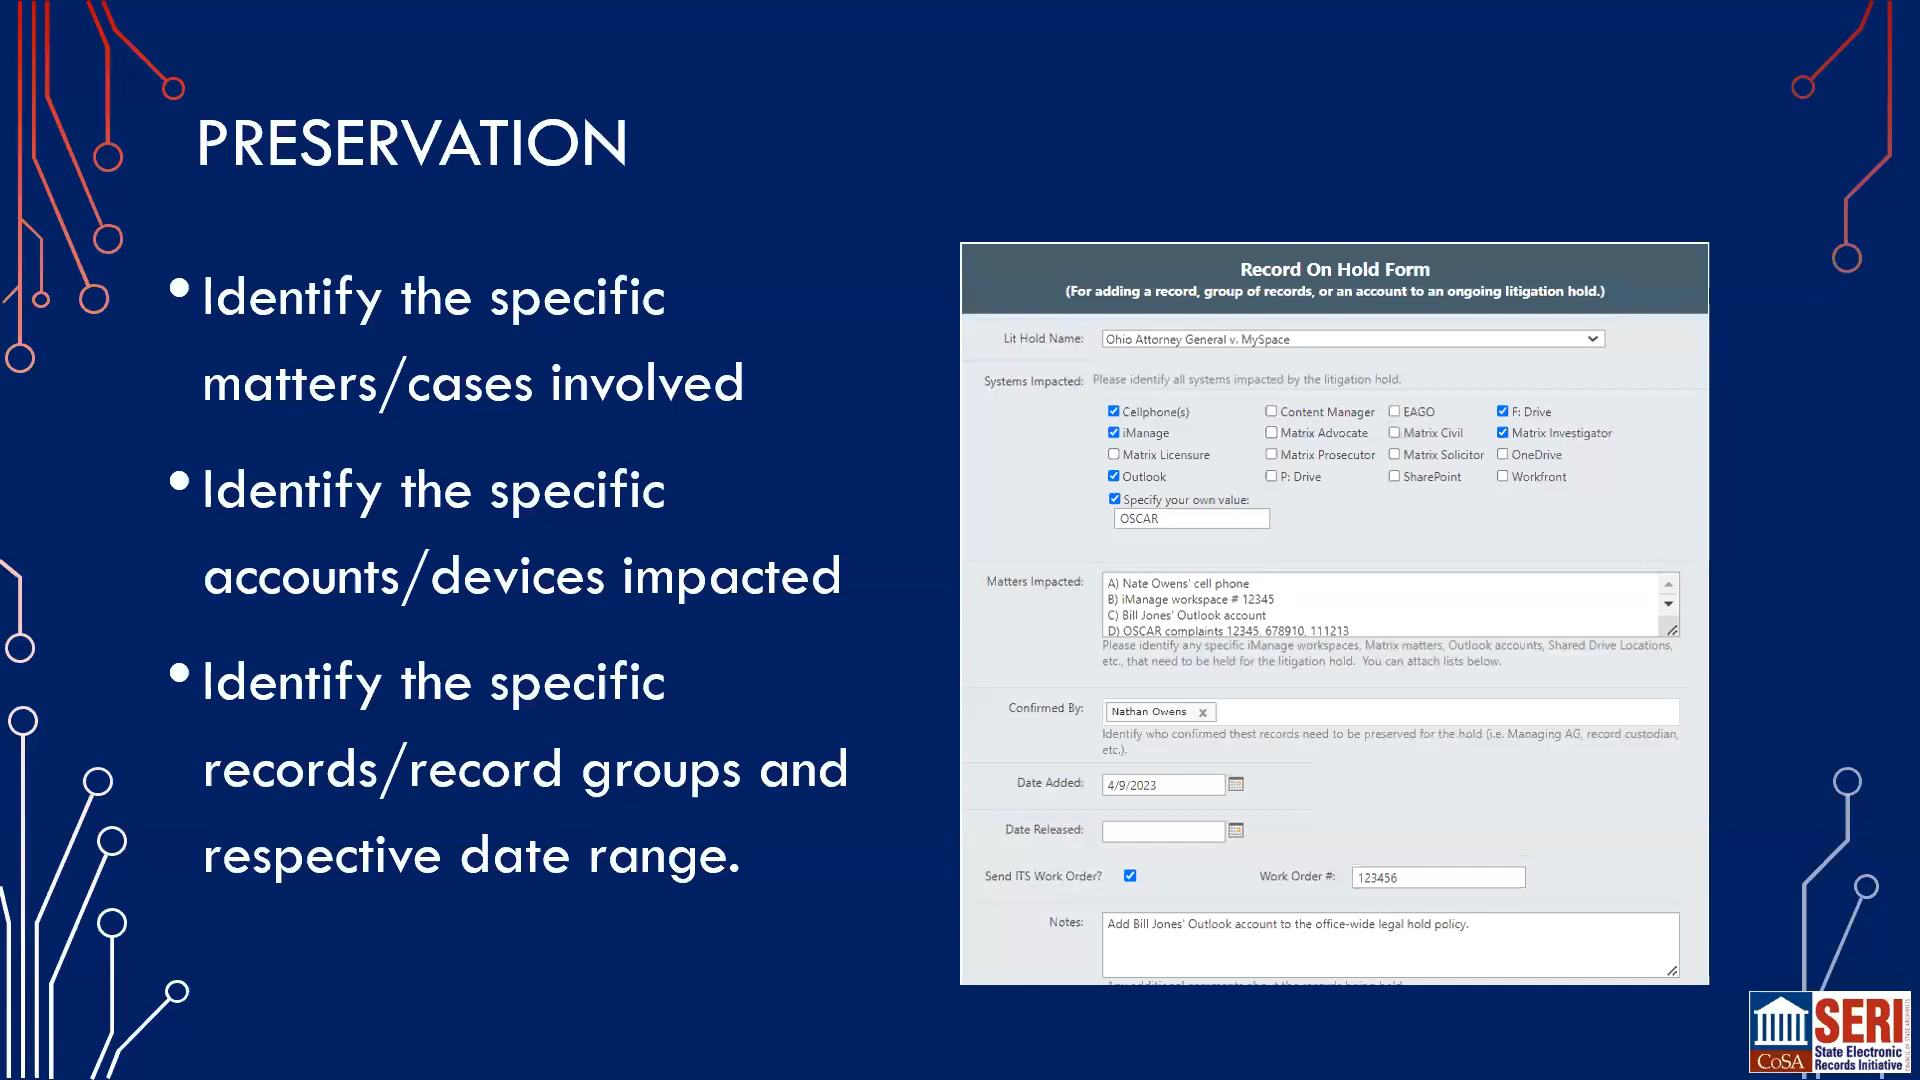 PRESERVATION
• Identify the specific
matters/cases involved
• Identify the specific
accounts/devices impacted
• Identify the specific
records/record groups and
respective date range.
Record On Hold Form
(For adding a record, group of records, or an account to an ongoing litigation hold.)
Lit Hold Name: Ohio Attorney General v. MySpace
Systems Impacted: Please identify all systems impacted by the litigation hold.
Cellphone(s) Content Manager EAGO F: Drive
iManage Matrix Advocate Matrix Civil Matrix Investigator
Matrix Licensure Matrix Prosecutor Matrix Solicitor OneDrive
Outlook P: Drive SharePoint Workfront
Specify your own value:
OSCAR
Matters Impacted: A) Nate Owens' cell phone
B) iManage workspace # 12345
C) Bill Jones' Outlook account
D) OSCAR complaints 12345, 678910, 111213
Please identify any specific iManage workspaces, Matrix matters, Outlook accounts, Shared Drive Locations,
etc., that need to be held for the litigation hold. You can attach lists below.
Confirmed By: Nathan Owens x
Identify who confirmed thest records need to be preserved for the hold (i.e. Managing AG, record custodian,
etc.).
Date Added: 4/9/2023
Date Released:
Send ITS Work Order? Work Order #: 123456
Notes: Add Bill Jones' Outlook account to the office-wide legal hold policy.
Any additional comments about the records being held.
CoSA
SERI
State Electronic
Records Initiative